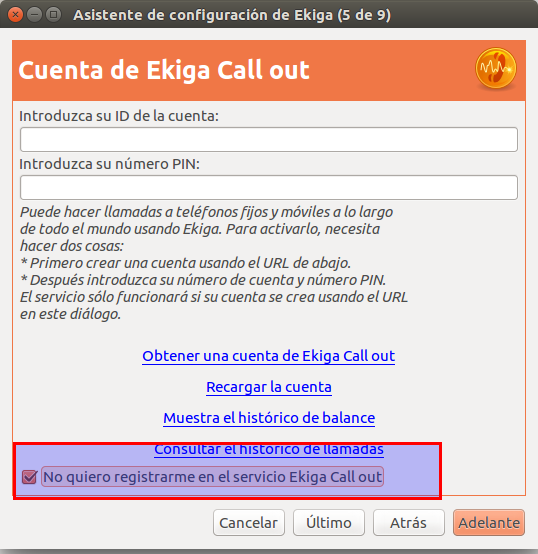 Asistente de configuración de Ekiga (5 de 9)
Cuenta de Ekiga Call out
Introduzca su ID de la cuenta:
Introduzca su número PIN:
Puede hacer llamadas a teléfonos fijos y móviles a lo largo
de todo el mundo usando Ekiga. Para activarlo, necesita
hacer dos cosas:
* Primero crear una cuenta usando el URL de abajo.
* Después introduzca su número de cuenta y número PIN.
El servicio sólo funcionará si su cuenta se crea usando el URL
en este diálogo.
Obtener una cuenta de Ekiga Call out
Recargar la cuenta
Muestra el histórico de balance
Consultar el histórico de llamadas
No quiero registrarme en el servicio Ekiga Call out
Cancelar Último Atrás Adelante